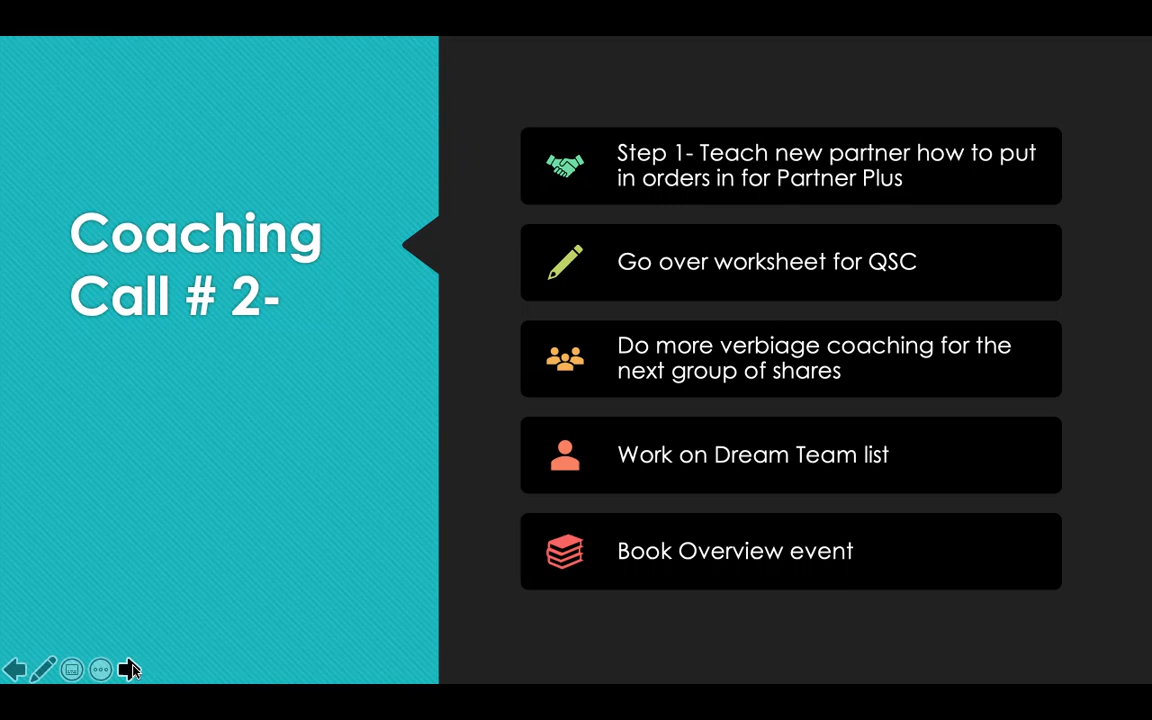 Coaching
Call # 2-
Step 1- Teach new partner how to put
in orders in for Partner Plus
Go over worksheet for QSC
Do more verbiage coaching for the
next group of shares
Work on Dream Team list
Book Overview event